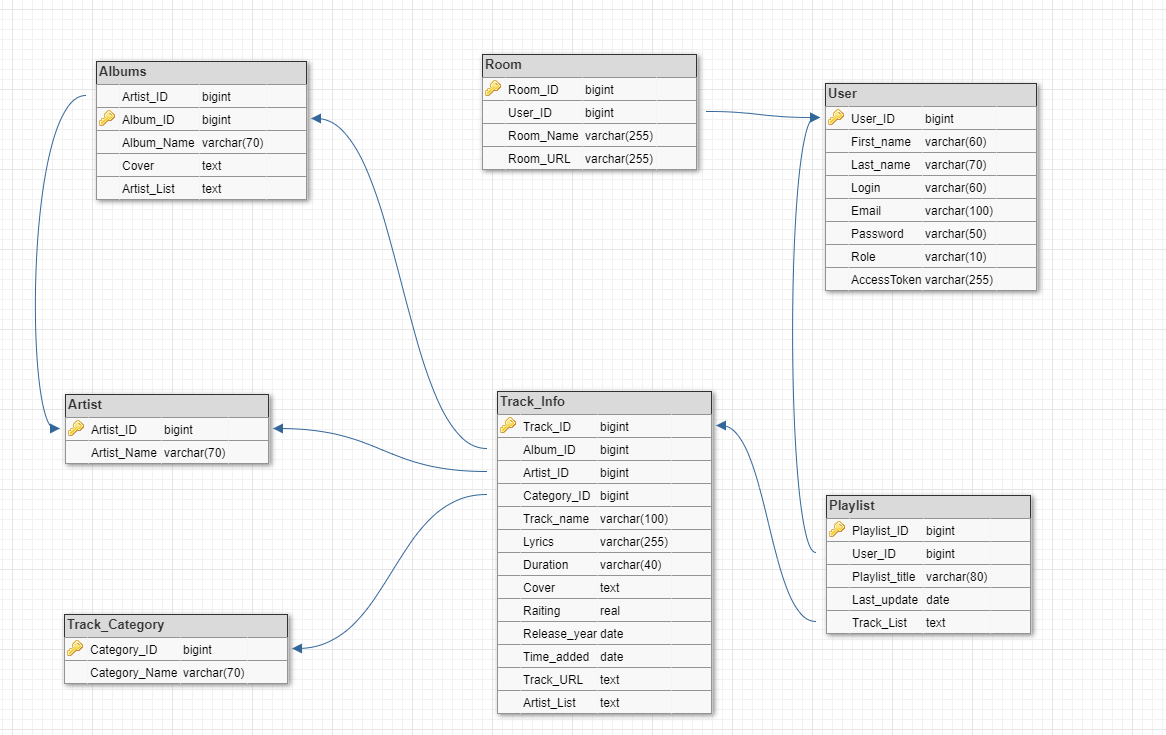 Albums
Artist_ID bigint
Album_ID bigint
Album_Name varchar(70)
Cover text
Artist_List text
Room
Room_ID bigint
User_ID bigint
Room_Name varchar(255)
Room_URL varchar(255)
User
User_ID bigint
First_name varchar(60)
Last_name varchar(70)
Login varchar(60)
Email varchar(100)
Password varchar(50)
Role varchar(10)
AccessToken varchar(255)
Artist
Artist_ID bigint
Artist_Name varchar(70)
Track_Info
Track_ID bigint
Album_ID bigint
Artist_ID bigint
Category_ID bigint
Track_name varchar(100)
Lyrics varchar(255)
Duration varchar(40)
Cover text
Raiting real
Release_year date
Time_added date
Track_URL text
Artist_List text
Playlist
Playlist_ID bigint
User_ID bigint
Playlist_title varchar(80)
Last_update date
Track_List text
Track_Category
Category_ID bigint
Category_Name varchar(70)